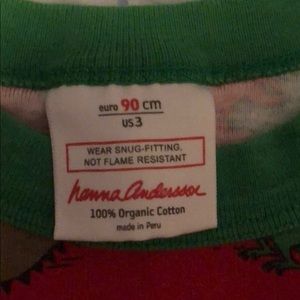 euro 90 cm
US 3
WEAR SNUG-FITTING,
NOT FLAME RESISTANT
hanna Andersson
100% Organic Cotton
made in Peru